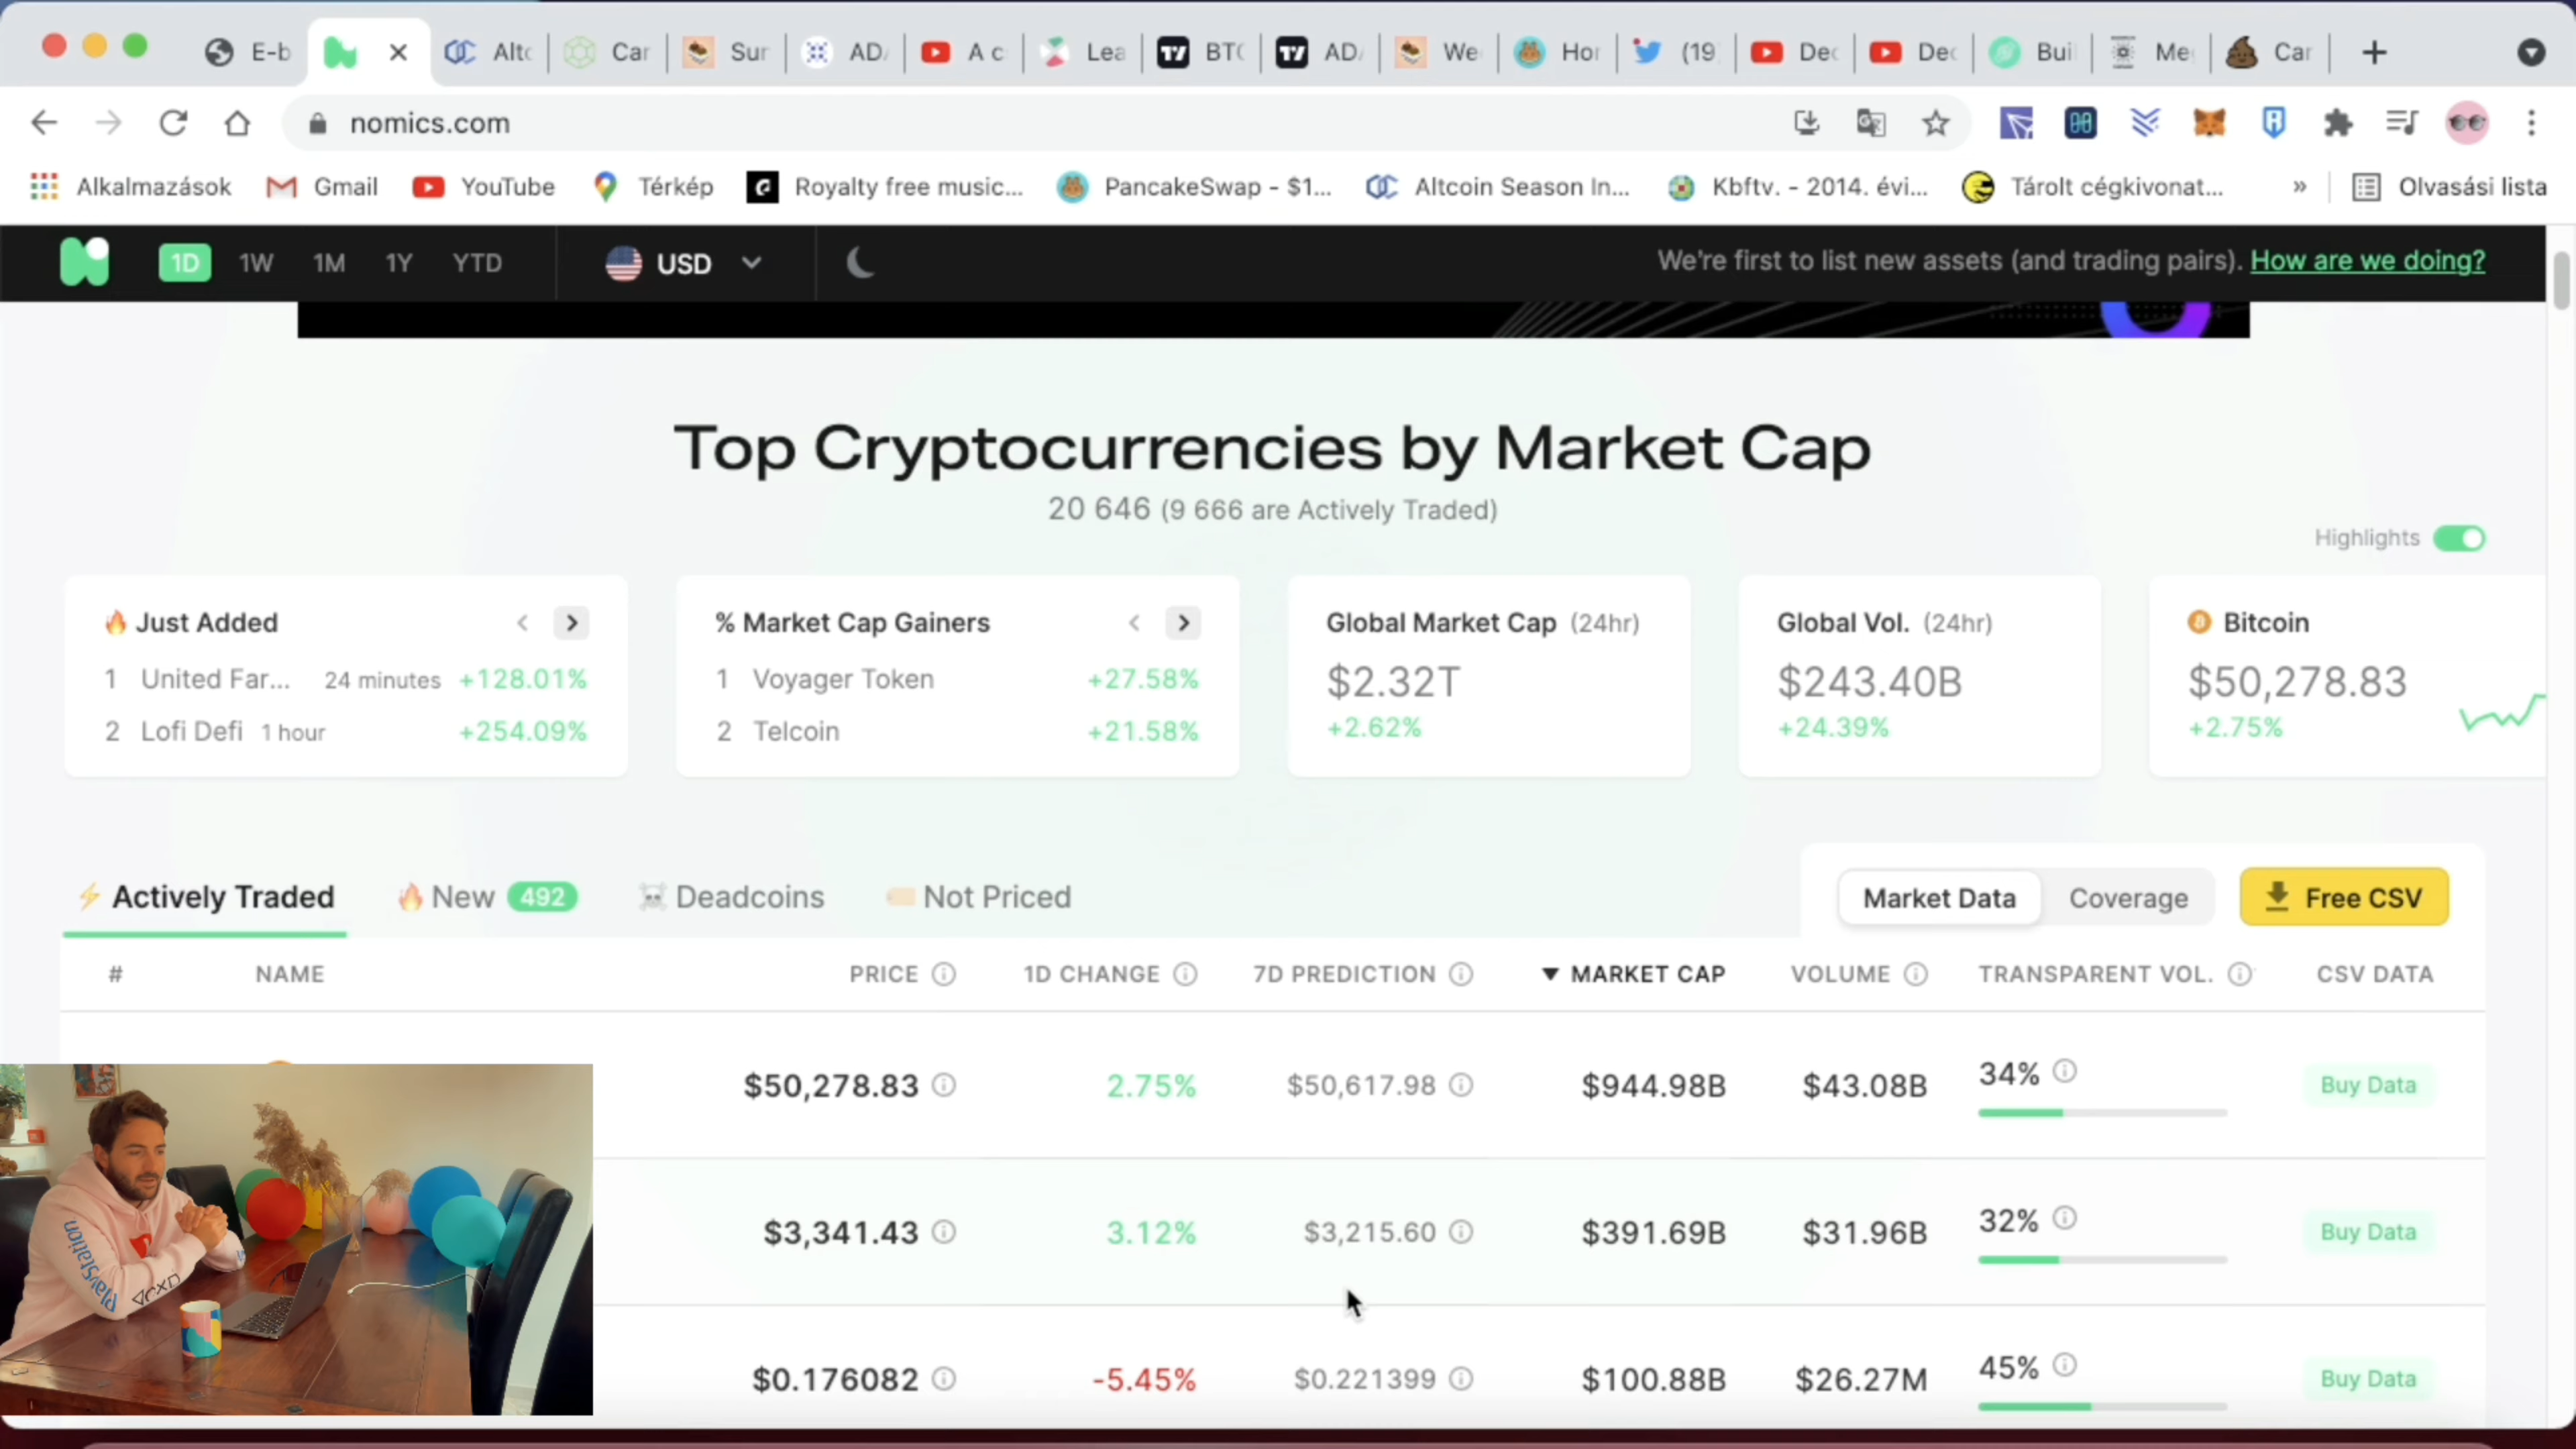 E-b
Altc
Car
Sur
AD/
A c
Lea
BT(
AD/
We
Hor
(19
Dec
Dec
Buil
Me
Car
nomics.com
Alkalmazások
Gmail
YouTube
Térkép
Royalty free music...
PancakeSwap - $1...
Altcoin Season In...
Kbftv. - 2014. évi...
Tárolt cégkivonat...
»
Olvasási lista
1D 1W 1M 1Y YTD
USD
We're first to list new assets (and trading pairs). How are we doing?
Top Cryptocurrencies by Market Cap
20 646 (9 666 are Actively Traded)
Highlights
Just Added
1 United Far... 24 minutes +128.01%
2 Lofi Defi 1 hour +254.09%
% Market Cap Gainers
1 Voyager Token +27.58%
2 Telcoin +21.58%
Global Market Cap (24hr)
$2.32T
+2.62%
Global Vol. (24hr)
$243.40B
+24.39%
Bitcoin
$50,278.83
+2.75%
Actively Traded
New 492
Deadcoins
Not Priced
Market Data
Coverage
Free CSV
# NAME PRICE 1D CHANGE 7D PREDICTION MARKET CAP VOLUME TRANSPARENT VOL. CSV DATA
$50,278.83 2.75% $50,617.98 $944.98B $43.08B 34% Buy Data
$3,341.43 3.12% $3,215.60 $391.69B $31.96B 32% Buy Data
$0.176082 -5.45% $0.221399 $100.88B $26.27M 45% Buy Data
PlayStation